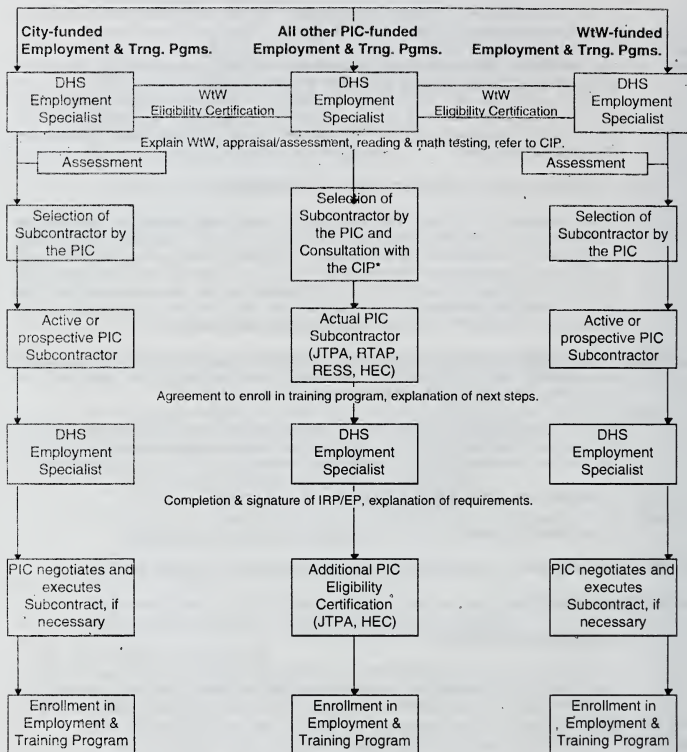 City-funded
Employment & Trng. Pgms.
All other PIC-funded
Employment & Trng. Pgms.
WtW-funded
Employment & Trng. Pgms.
DHS
Employment
Specialist
WtW
Eligibility Certification
DHS
Employment
Specialist
WtW
Eligibility Certification
DHS
Employment
Specialist
Explain WtW, appraisal/assessment, reading & math testing, refer to CIP.
Assessment
Assessment
Selection of
Subcontractor by
the PIC
Selection of
Subcontractor by
the PIC and
Consultation with
the CIP*
Selection of
Subcontractor by
the PIC
Active or
prospective PIC
Subcontractor
Actual PIC
Subcontractor
(JTPA, RTAP,
RESS, HEC)
Active or
prospective PIC
Subcontractor
Agreement to enroll in training program, explanation of next steps.
DHS
Employment
Specialist
DHS
Employment
Specialist
DHS
Employment
Specialist
Completion & signature of IRP/EP, explanation of requirements.
PIC negotiates and
executes
Subcontract, if
necessary
Additional PIC
Eligibility
Certification
(JTPA, HEC)
PIC negotiates and
executes
Subcontract, if
necessary
Enrollment in
Employment &
Training Program
Enrollment in
Employment &
Training Program
Enrollment in
Employment &
Training Program